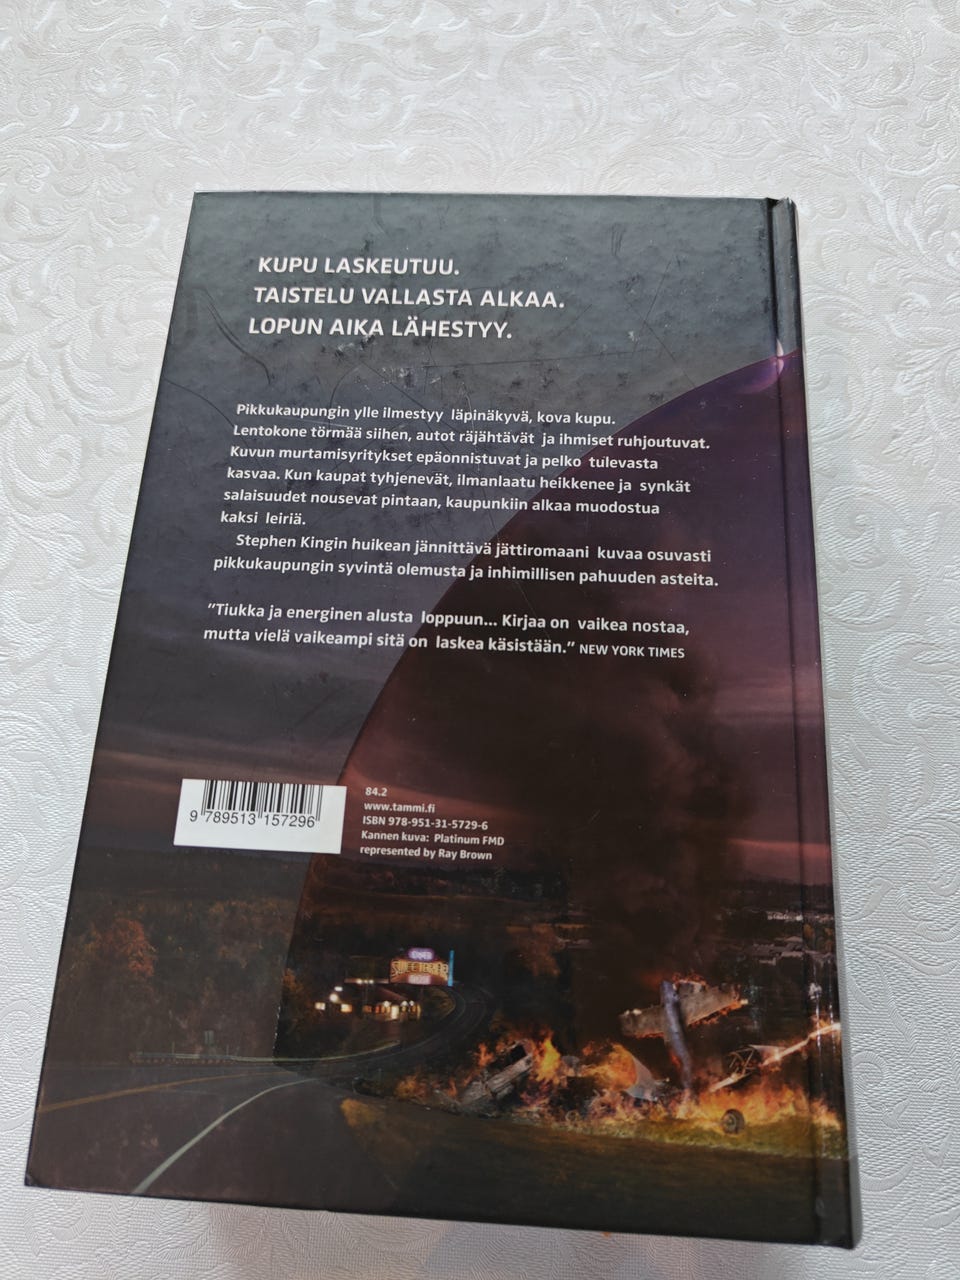 KUPU LASKEUTUU.
TAISTELU VALLASTA ALKAA.
LOPUN AIKA LÄHESTYY.
Pikkukaupungin ylle ilmestyy läpinäkyvä, kova kupu.
Lentokone törmää siihen, autot räjähtävät ja ihmiset ruhjoutuvat.
Kuvun murtamisyritykset epäonnistuvat ja pelko tulevasta
kasvaa. Kun kaupat tyhjenevät, ilmanlaatu heikkenee ja synkät
salaisuudet nousevat pintaan, kaupunkiin alkaa muodostua
kaksi leiriä.
Stephen Kingin huikean jännittävä jättiromaani kuvaa osuvasti
pikkukaupungin syvintä olemusta ja inhimillisen pahuuden asteita.
”Tiukka ja energinen alusta loppuun... Kirjaa on vaikea nostaa,
mutta vielä vaikeampi sitä on laskea käsistään.” NEW YORK TIMES
9 789513 157296
84.2
www.tammi.fi
ISBN 978-951-31-5729-6
Kannen kuva: Platinum FMD
represented by Ray Brown